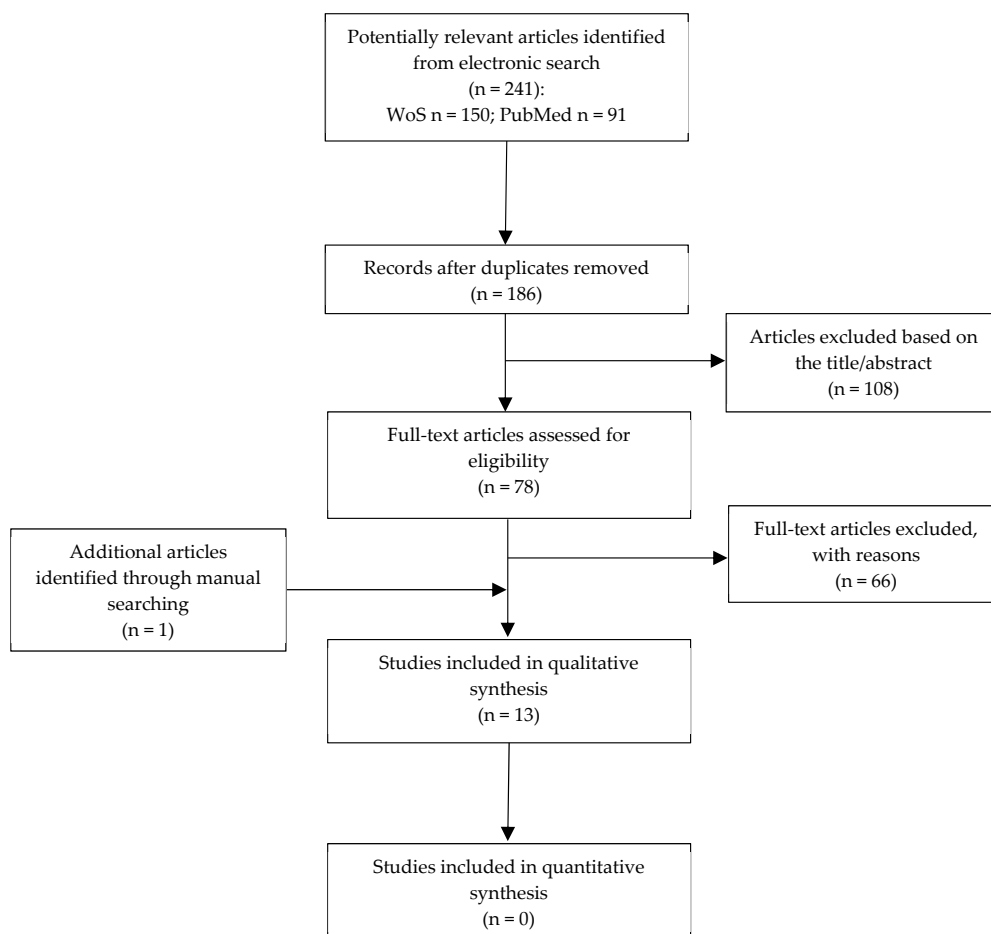 Potentially relevant articles identified
from electronic search
(n = 241):
WoS n = 150; PubMed n = 91
Records after duplicates removed
(n = 186)
Articles excluded based on
the title/abstract
(n = 108)
Full-text articles assessed for
eligibility
(n = 78)
Full-text articles excluded,
with reasons
(n = 66)
Additional articles
identified through manual
searching
(n = 1)
Studies included in qualitative
synthesis
(n = 13)
Studies included in quantitative
synthesis
(n = 0)